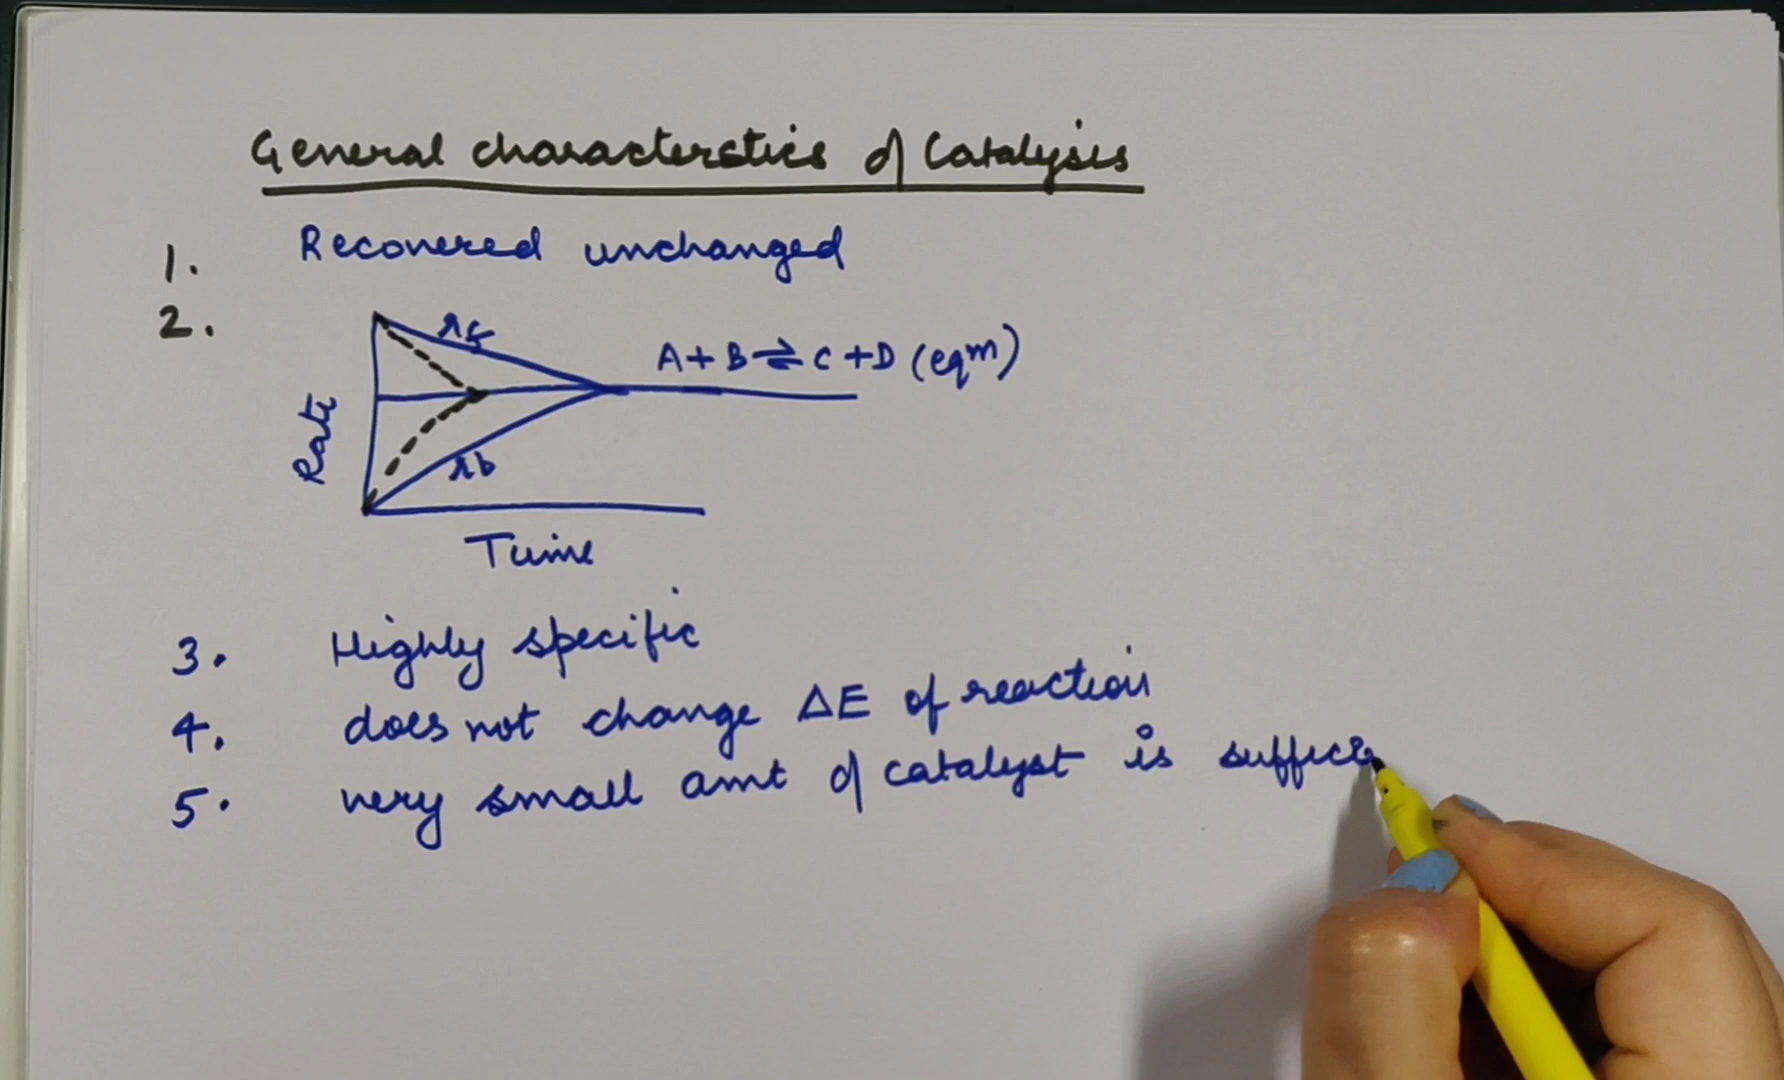 General characterstics of Catalysis
1. Recovered unchanged
2.
rf
A + B ⇌ C + D (eqm)
Rate
rb
Time
3. Highly specific
4. does not change ΔE of reaction
5. very small amt of catalyst is suffici